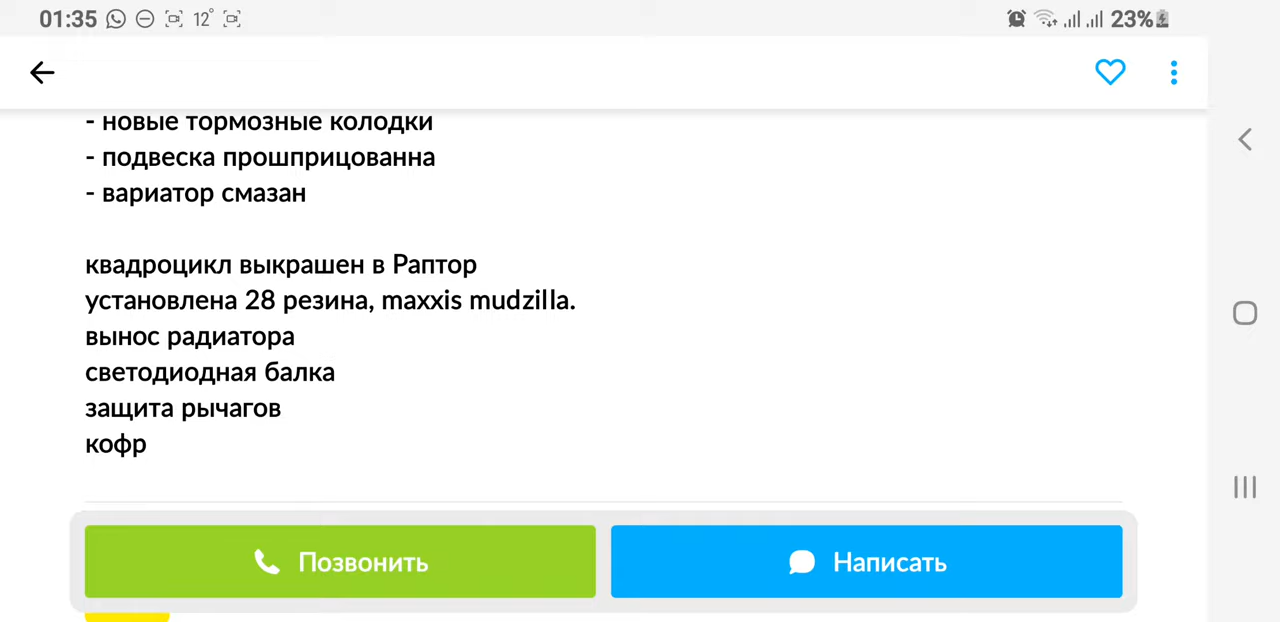 01:35 12° 23%
- новые тормозные колодки
- подвеска прошприцованна
- вариатор смазан
квадроцикл выкрашен в Раптор
установлена 28 резина, maxxis mudzilla.
вынос радиатора
светодиодная балка
защита рычагов
кофр
Позвонить Написать